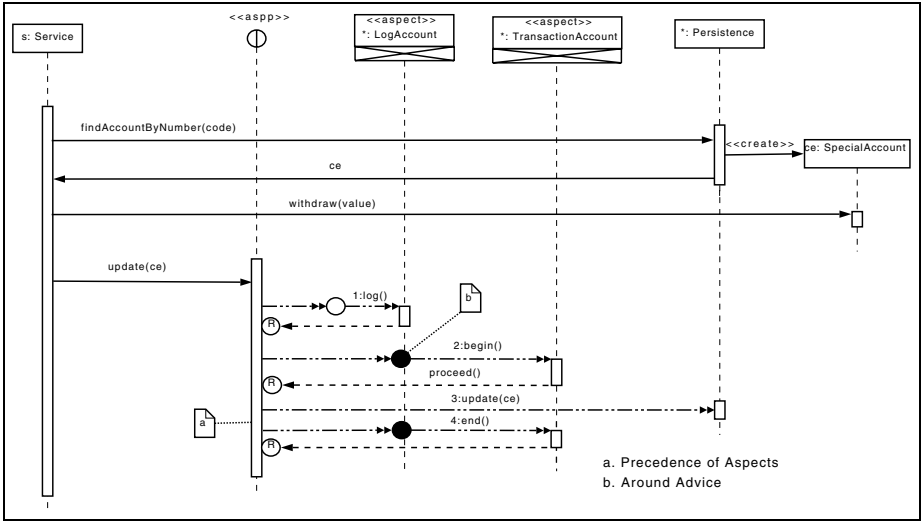 <<aspp>>
<<aspect>>
*: LogAccount
<<aspect>>
*: TransactionAccount
s: Service
*: Persistence
findAccountByNumber(code)
<<create>>
ce: SpecialAccount
ce
withdraw(value)
update(ce)
1:log()
b
R
2:begin()
proceed()
R
3:update(ce)
a
4:end()
R
a. Precedence of Aspects
b. Around Advice